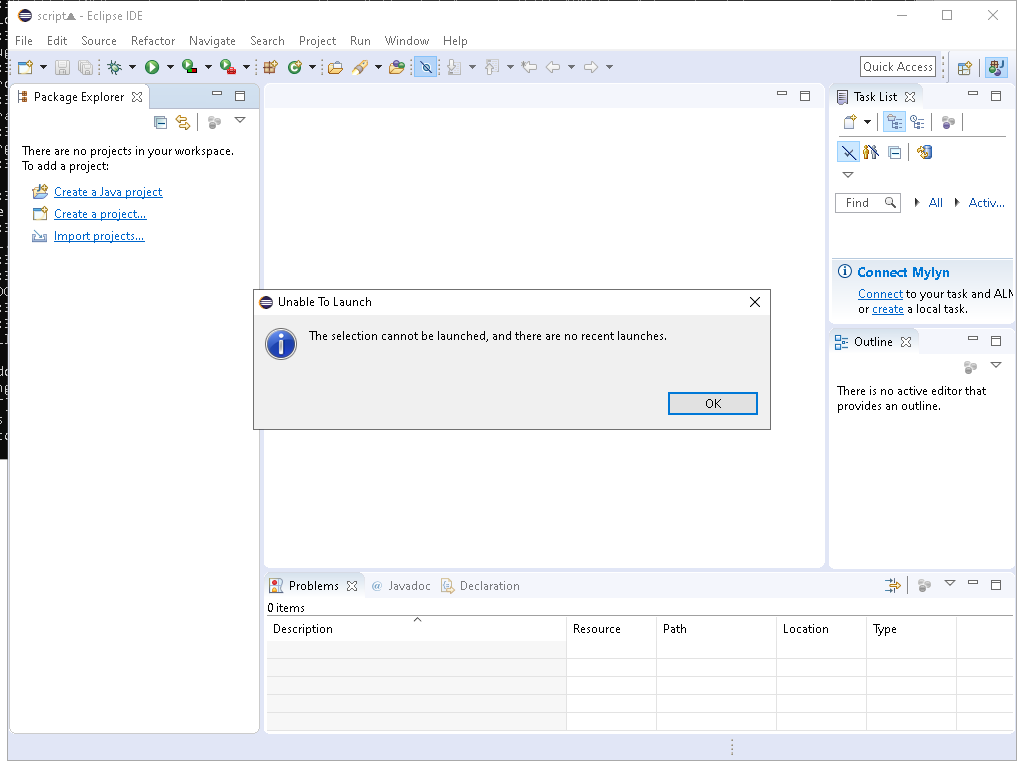 script▲ - Eclipse IDE
File Edit Source Refactor Navigate Search Project Run Window Help
Quick Access
Package Explorer
Task List
There are no projects in your workspace.
To add a project:
Create a Java project
Create a project...
Import projects...
Find
All
Activ...
Connect Mylyn
Connect to your task and ALM
or create a local task.
Unable To Launch
The selection cannot be launched, and there are no recent launches.
OK
Outline
There is no active editor that
provides an outline.
Problems @ Javadoc Declaration
0 items
Description Resource Path Location Type